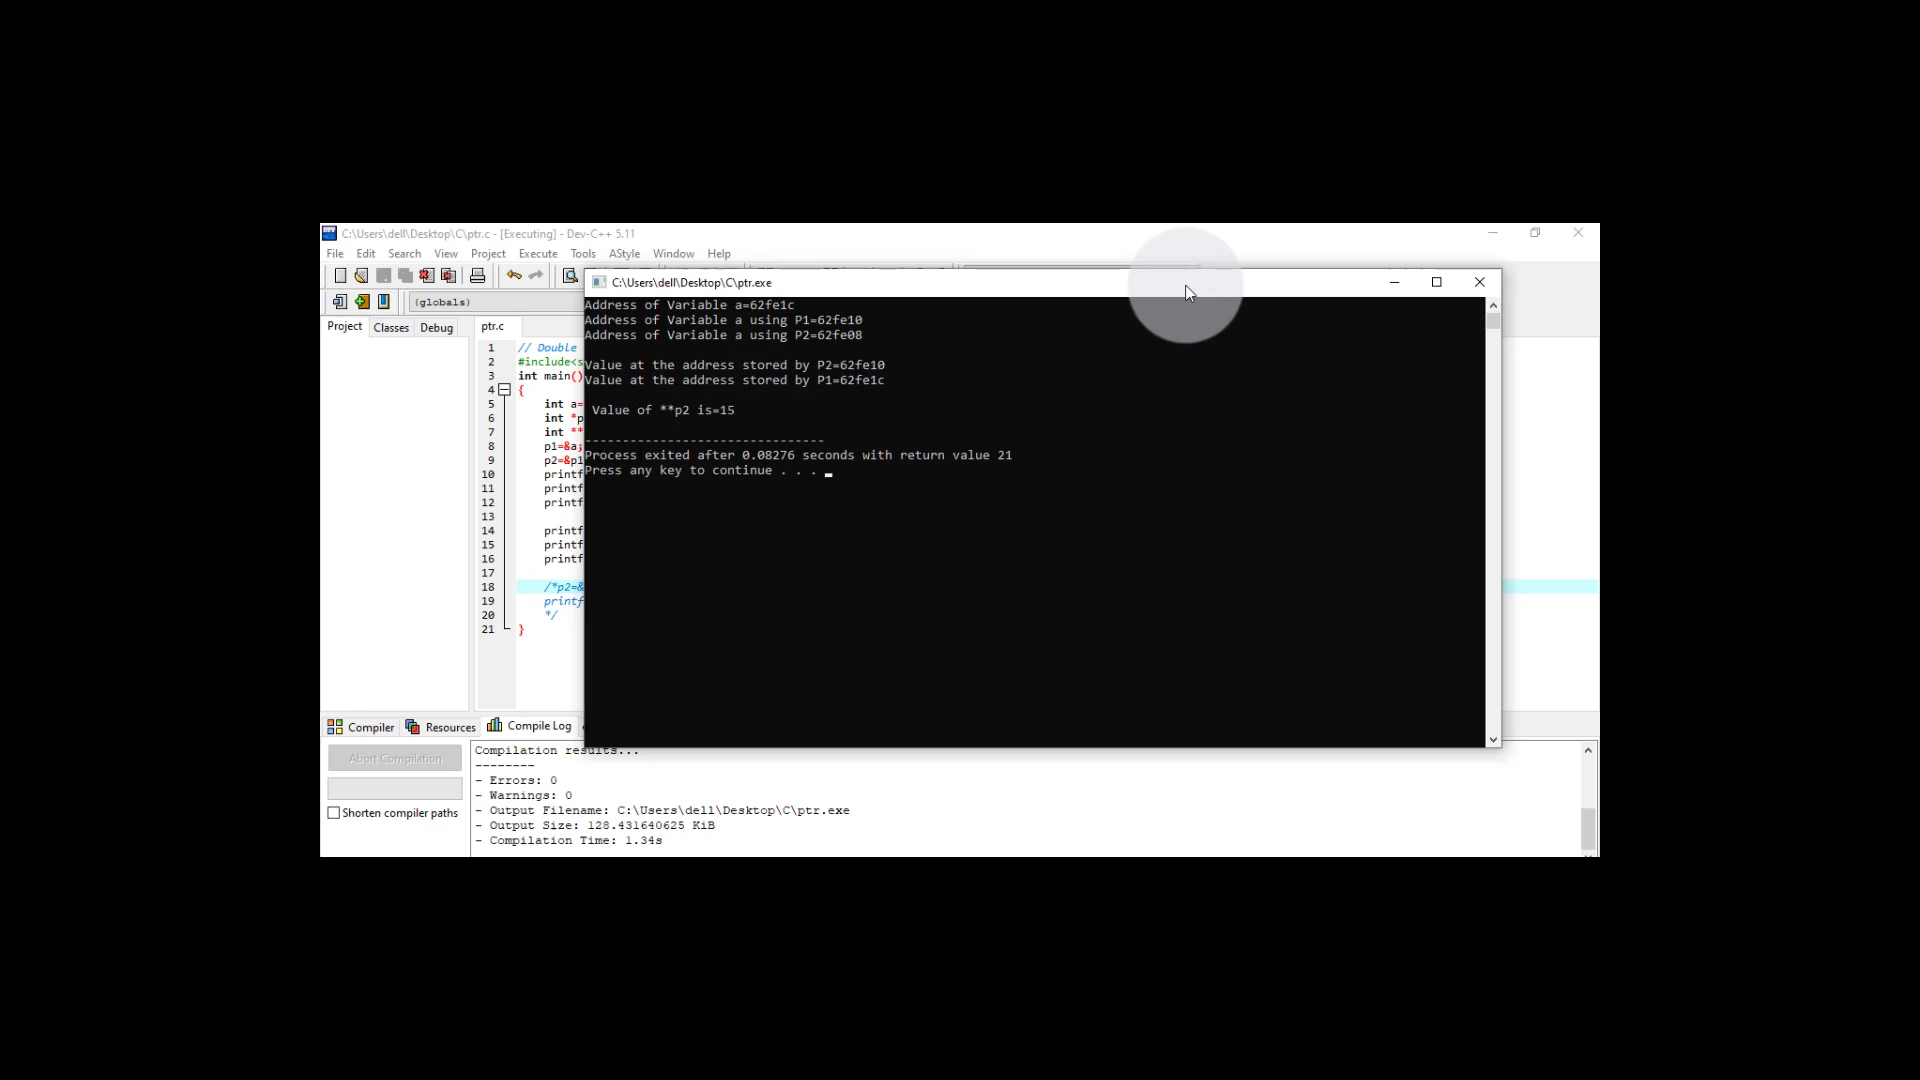 C:\Users\dell\Desktop\C\ptr.c - [Executing] - Dev-C++ 5.11
File Edit Search View Project Execute Tools AStyle Window Help
(globals)
Project Classes Debug
ptr.c
C:\Users\dell\Desktop\C\ptr.exe
Address of Variable a=62fe1c
Address of Variable a using P1=62fe10
Address of Variable a using P2=62fe08
Value at the address stored by P2=62fe10
Value at the address stored by P1=62fe1c
Value of **p2 is=15
--------------------------------
Process exited after 0.08276 seconds with return value 21
Press any key to continue . . .
1 // Double
2 #include<s
3 int main()
4 {
5 int a=
6 int *p
7 int **
8 p1=&a;
9 p2=&p1
10 printf
11 printf
12 printf
13
14 printf
15 printf
16 printf
17
18 /*p2=&
19 printf
20 */
21 }
Compiler Resources Compile Log
Abort Compilation
Shorten compiler paths
Compilation results...
--------
- Errors: 0
- Warnings: 0
- Output Filename: C:\Users\dell\Desktop\C\ptr.exe
- Output Size: 128.431640625 KiB
- Compilation Time: 1.34s